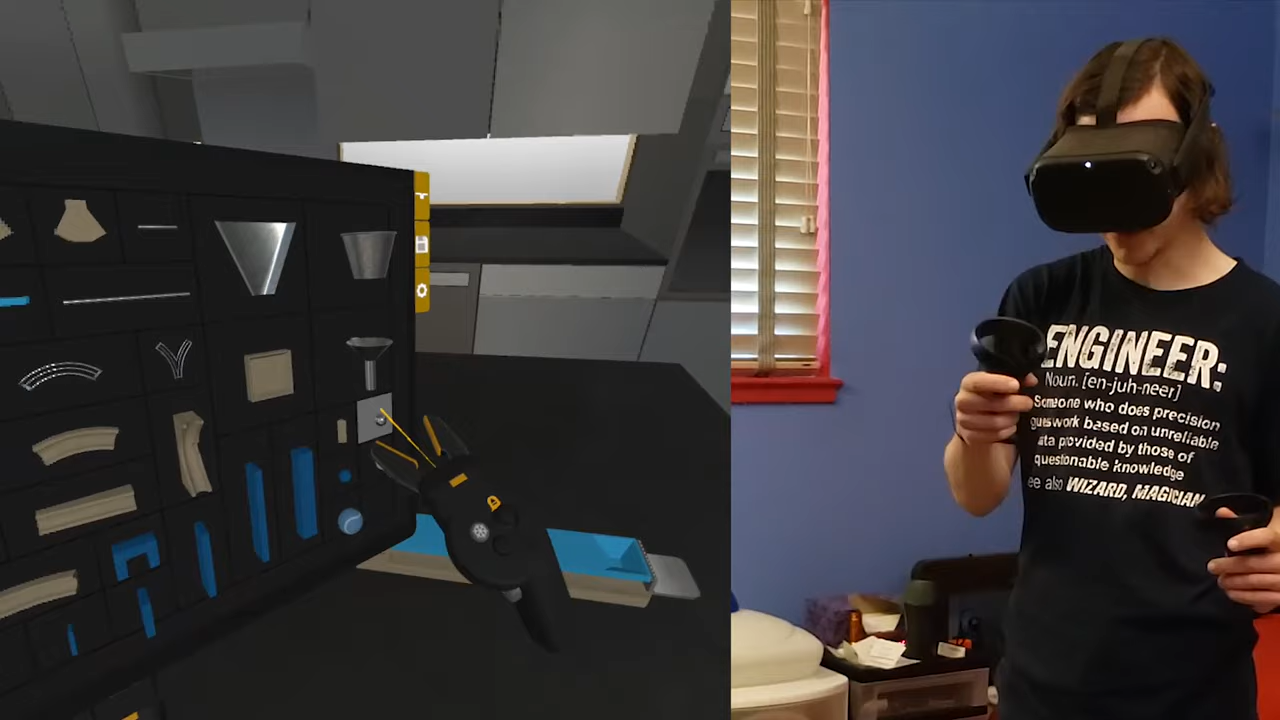 ENGINEER:
Noun. [en-juh-neer]
Someone who does precision
guesswork based on unreliable
ata provided by those of
questionable knowledge
ee also WIZARD, MAGICIAN